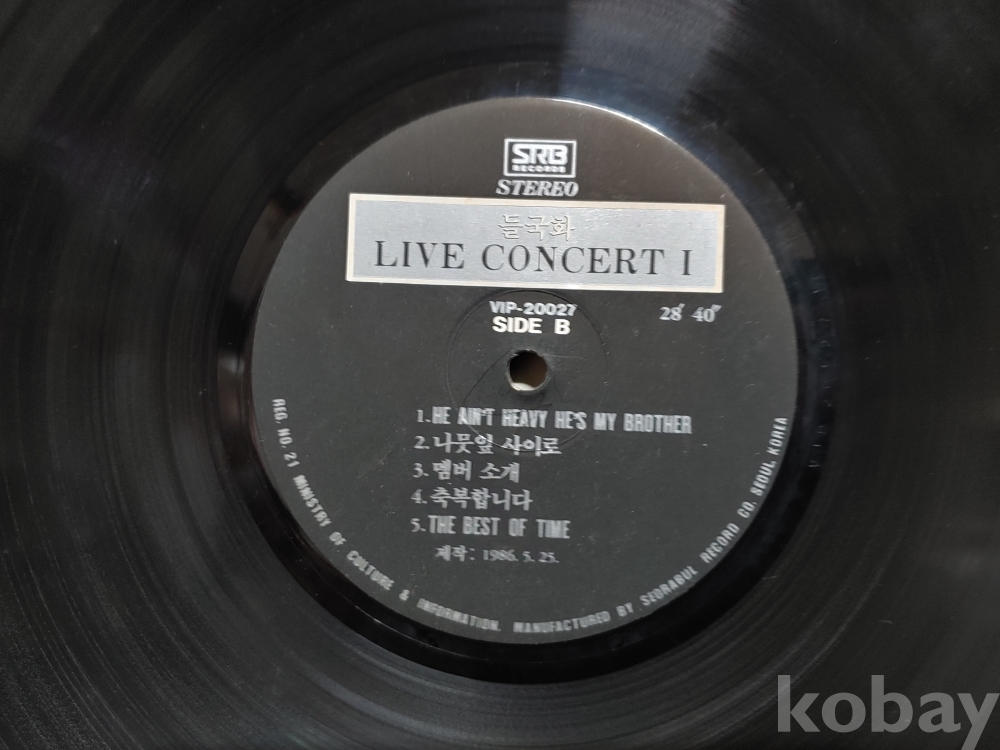 SRB
RECORDS
STEREO
들국화
LIVE CONCERT I
VIP-20027
28′ 40″
SIDE B
1. HE AIN'T HEAVY HE'S MY BROTHER
2. 나뭇잎 사이로
3. 멤버 소개
4. 축복합니다
5. THE BEST OF TIME
제작: 1986. 5. 25.
REG. NO. 21 MINISTRY OF CULTURE & INFORMATION. MANUFACTURED BY SEORABUL RECORD CO. SEOUL KOREA
kobay